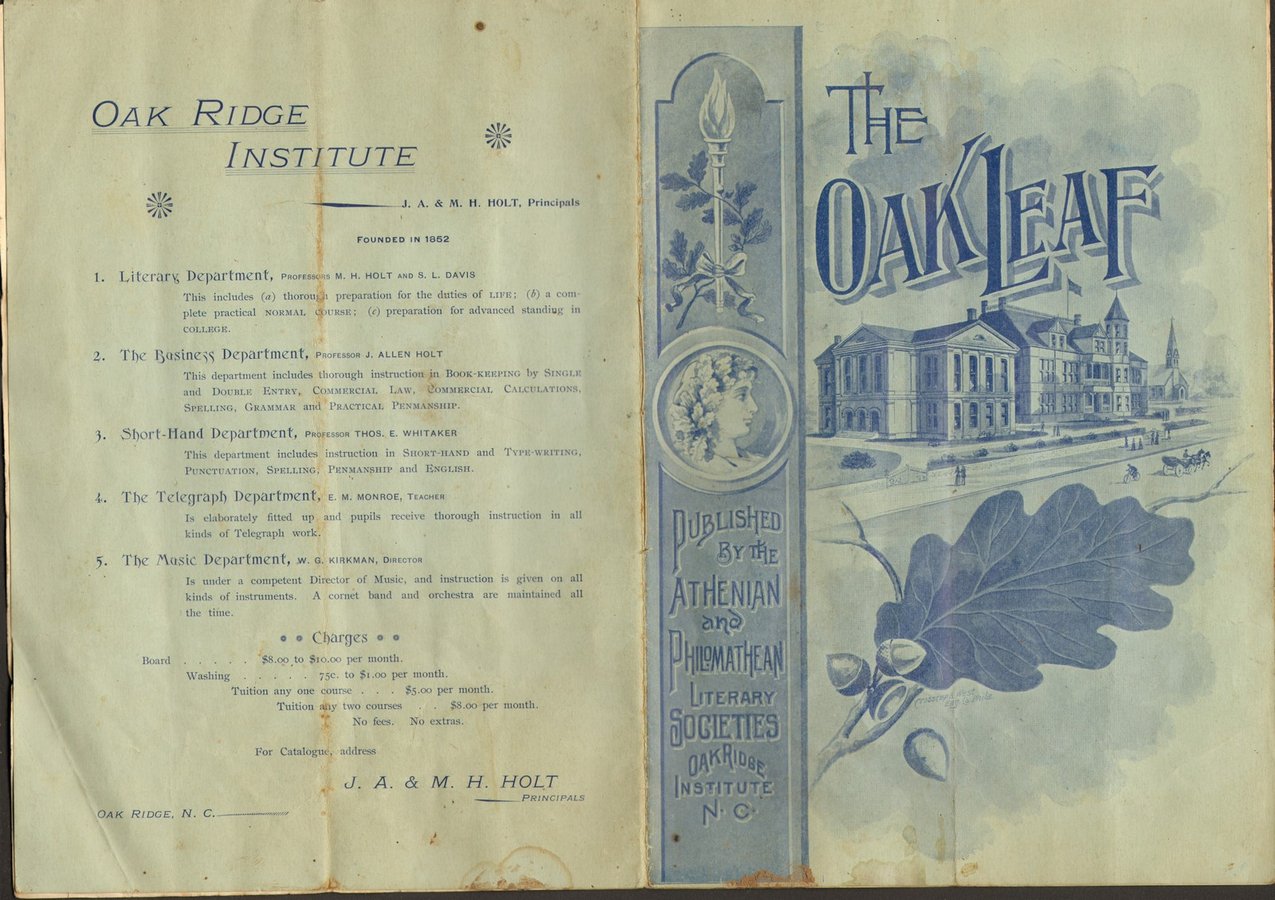 OAK RIDGE
INSTITUTE
J. A. & M. H. HOLT, Principals
FOUNDED IN 1852
1. Literary Department, PROFESSORS M. H. HOLT AND S. L. DAVIS
This includes (a) thorough preparation for the duties of LIFE; (b) a com-
plete practical NORMAL COURSE; (c) preparation for advanced standing in
COLLEGE.
2. The Business Department, PROFESSOR J. ALLEN HOLT
This department includes thorough instruction in BOOK-KEEPING by SINGLE
and DOUBLE ENTRY, COMMERCIAL LAW, COMMERCIAL CALCULATIONS,
SPELLING, GRAMMAR and PRACTICAL PENMANSHIP.
3. Short-Hand Department, PROFESSOR THOS. E. WHITAKER
This department includes instruction in SHORT-HAND and TYPE-WRITING,
PUNCTUATION, SPELLING, PENMANSHIP and ENGLISH.
4. The Telegraph Department, E. M. MONROE, TEACHER
Is elaborately fitted up and pupils receive thorough instruction in all
kinds of Telegraph work.
5. The Music Department, W. G. KIRKMAN, DIRECTOR
Is under a competent Director of Music, and instruction is given on all
kinds of instruments. A cornet band and orchestra are maintained all
the time.
Charges
Board . . . . . $8.00 to $10.00 per month.
Washing . . . . . 75c. to $1.00 per month.
Tuition any one course . . . $5.00 per month.
Tuition any two courses . . $8.00 per month.
No fees. No extras.
For Catalogue, address
J. A. & M. H. HOLT
PRINCIPALS
OAK RIDGE, N. C.
THE
OAK LEAF
PUBLISHED
BY THE
ATHENIAN
and
PHILOMATHEAN
LITERARY
SOCIETIES
OAK RIDGE
INSTITUTE
N. C.